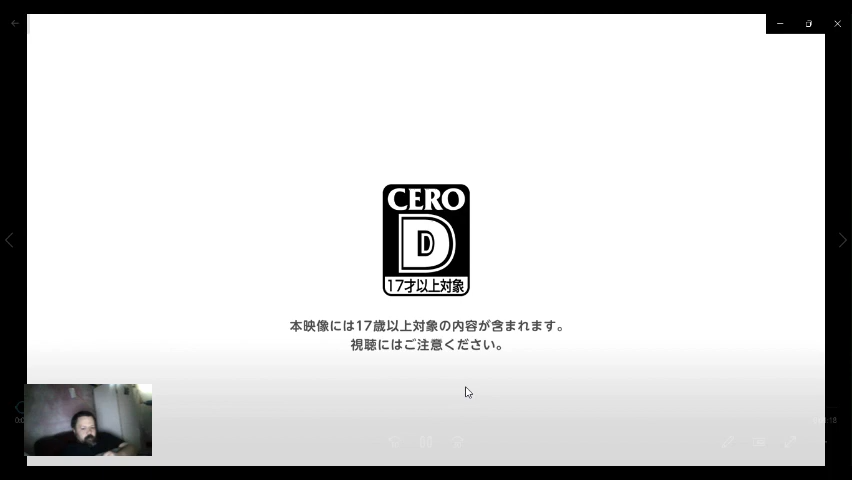 CERO
D
17才以上対象
本映像には17歳以上対象の内容が含まれます。
視聴にはご注意ください。